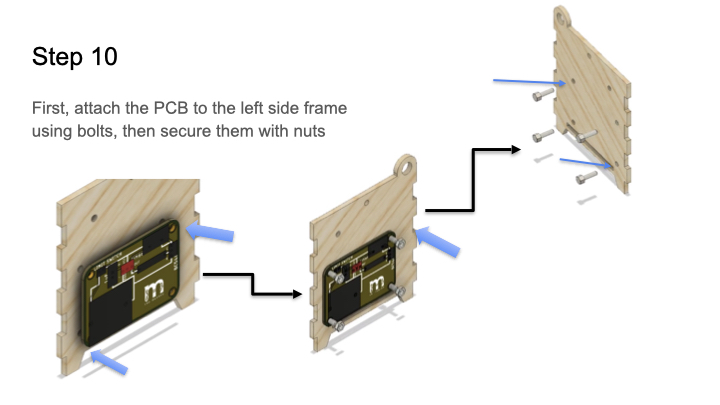 Step 10
First, attach the PCB to the left side frame
using bolts, then secure them with nuts
m